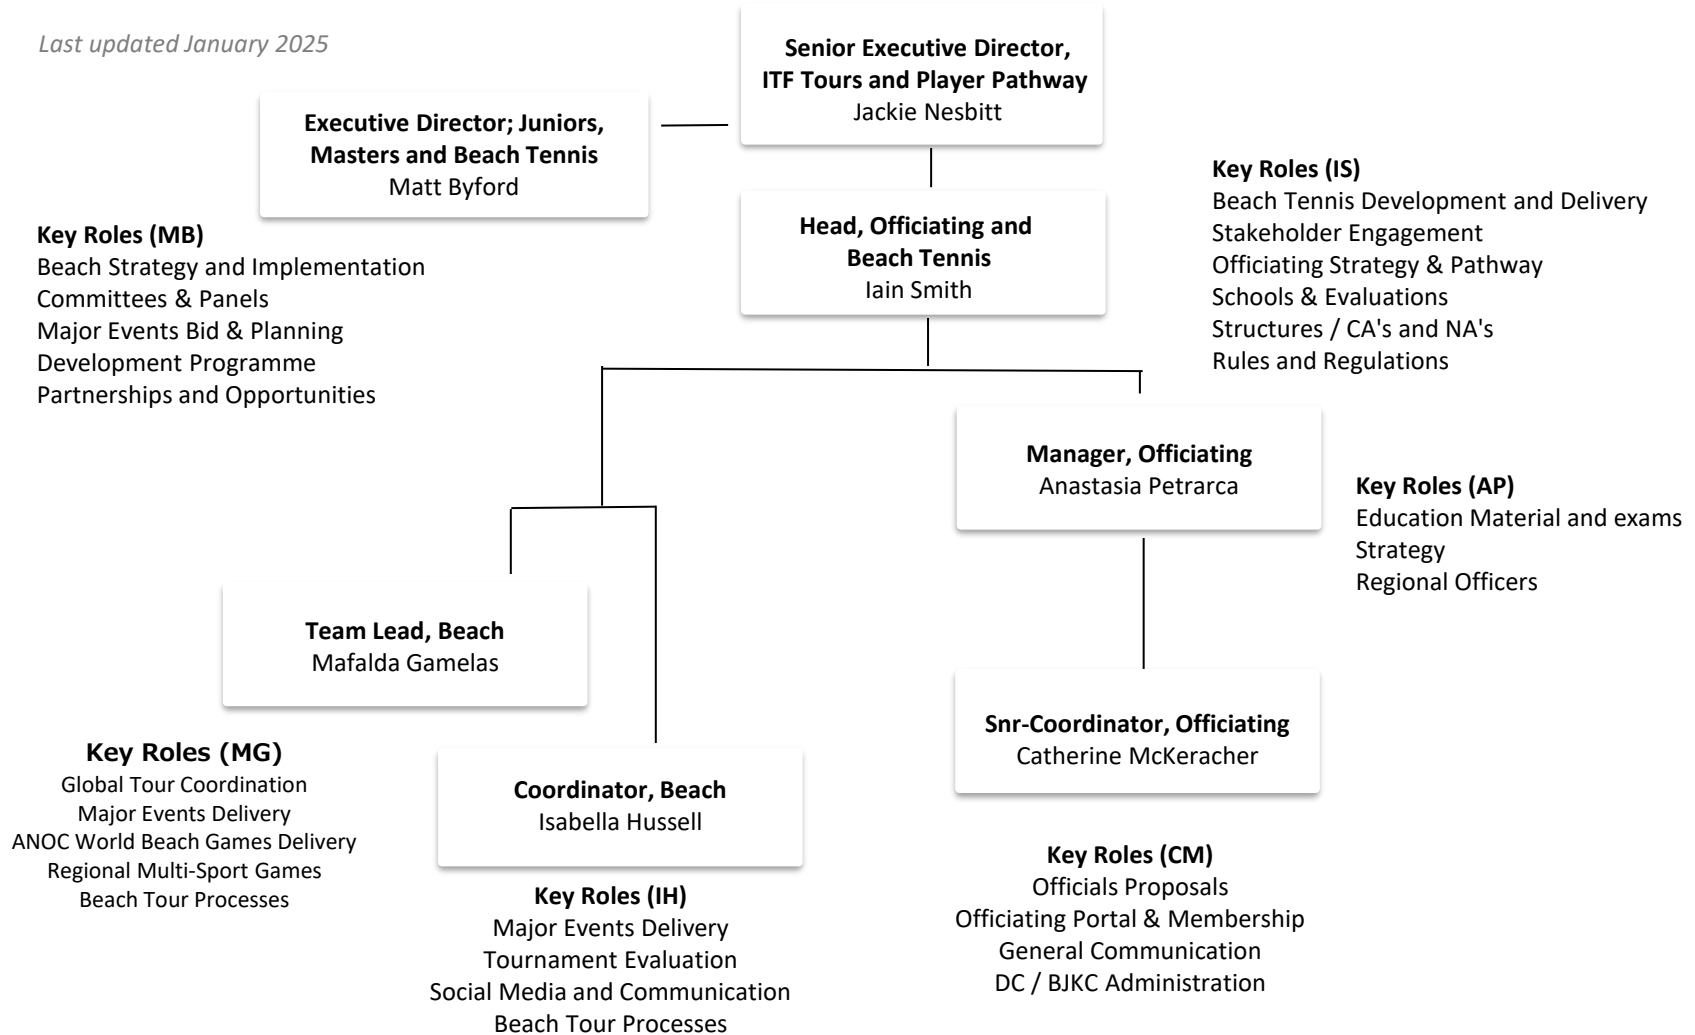 Last updated January 2025
Senior Executive Director,
ITF Tours and Player Pathway
Jackie Nesbitt
Executive Director; Juniors,
Masters and Beach Tennis
Matt Byford
Key Roles (MB)
Beach Strategy and Implementation
Committees & Panels
Major Events Bid & Planning
Development Programme
Partnerships and Opportunities
Head, Officiating and
Beach Tennis
Iain Smith
Key Roles (IS)
Beach Tennis Development and Delivery
Stakeholder Engagement
Officiating Strategy & Pathway
Schools & Evaluations
Structures / CA's and NA's
Rules and Regulations
Manager, Officiating
Anastasia Petrarca
Key Roles (AP)
Education Material and exams
Strategy
Regional Officers
Team Lead, Beach
Mafalda Gamelas
Key Roles (MG)
Global Tour Coordination
Major Events Delivery
ANOC World Beach Games Delivery
Regional Multi-Sport Games
Beach Tour Processes
Coordinator, Beach
Isabella Hussell
Key Roles (IH)
Major Events Delivery
Tournament Evaluation
Social Media and Communication
Beach Tour Processes
Snr-Coordinator, Officiating
Catherine McKeracher
Key Roles (CM)
Officials Proposals
Officiating Portal & Membership
General Communication
DC / BJKC Administration